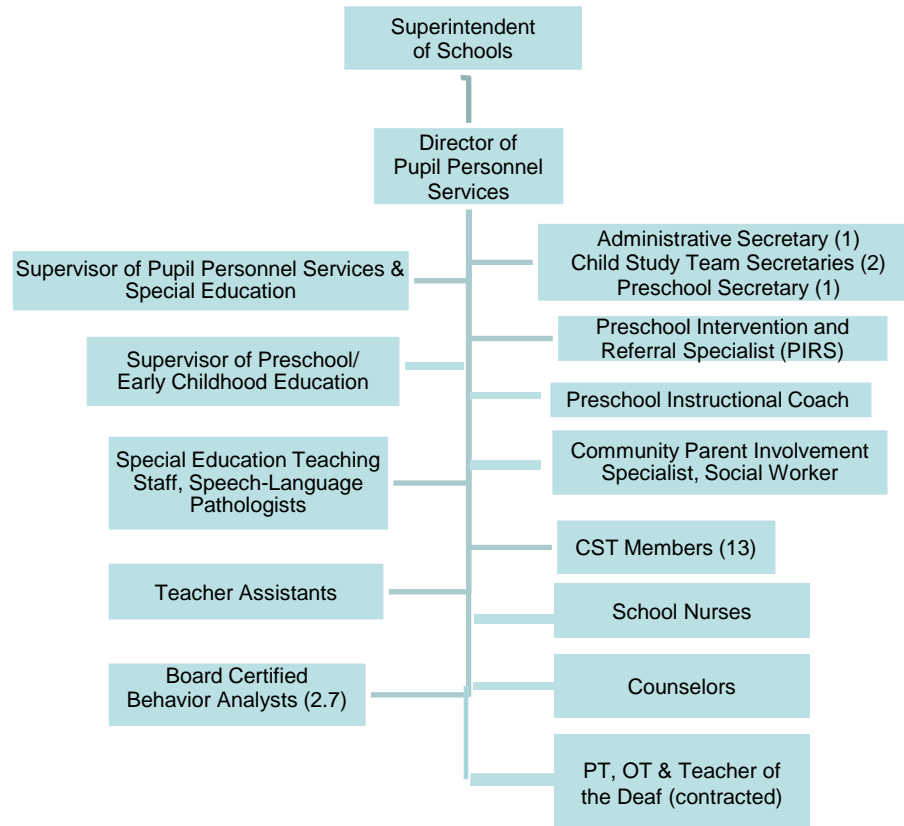 Superintendent
of Schools
Director of
Pupil Personnel
Services
Supervisor of Pupil Personnel Services &
Special Education
Supervisor of Preschool/
Early Childhood Education
Special Education Teaching
Staff, Speech-Language
Pathologists
Teacher Assistants
Board Certified
Behavior Analysts (2.7)
Administrative Secretary (1)
Child Study Team Secretaries (2)
Preschool Secretary (1)
Preschool Intervention and
Referral Specialist (PIRS)
Preschool Instructional Coach
Community Parent Involvement
Specialist, Social Worker
CST Members (13)
School Nurses
Counselors
PT, OT & Teacher of
the Deaf (contracted)